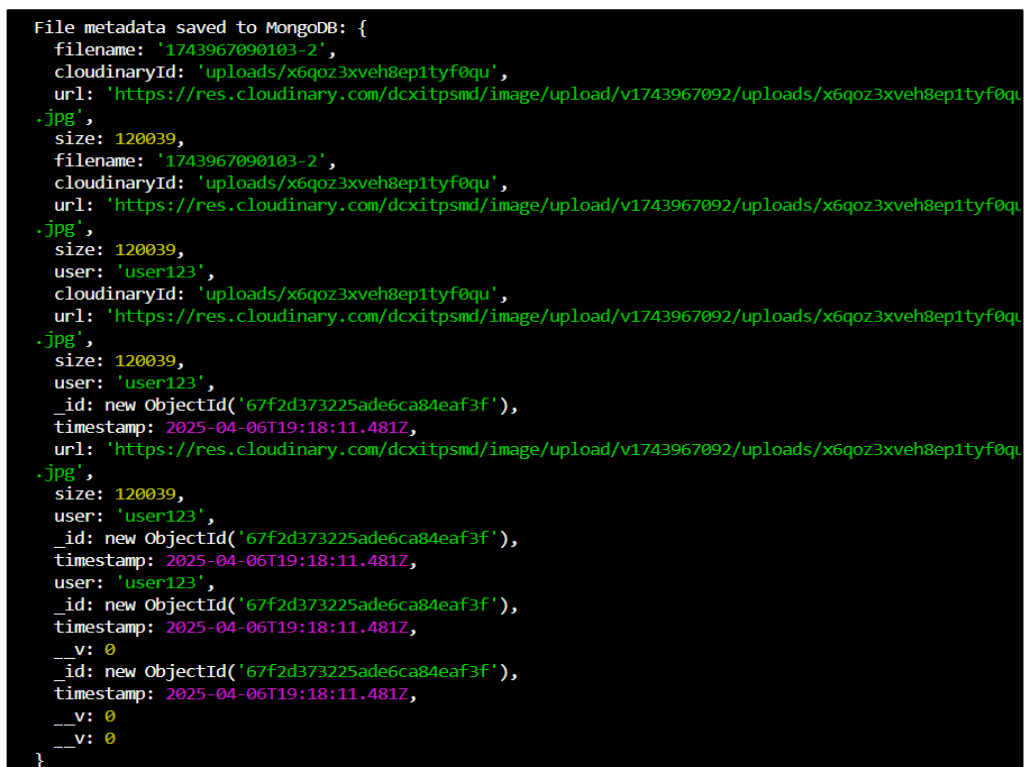 File metadata saved to MongoDB: {
filename: '1743967090103-2',
cloudinaryId: 'uploads/x6qoz3xveh8ep1tyf0qu',
url: 'https://res.cloudinary.com/dcxitpsmd/image/upload/v1743967092/uploads/x6qoz3xveh8ep1tyf0qu
.jpg',
size: 120039,
filename: '1743967090103-2',
cloudinaryId: 'uploads/x6qoz3xveh8ep1tyf0qu',
url: 'https://res.cloudinary.com/dcxitpsmd/image/upload/v1743967092/uploads/x6qoz3xveh8ep1tyf0qu
.jpg',
size: 120039,
user: 'user123',
cloudinaryId: 'uploads/x6qoz3xveh8ep1tyf0qu',
url: 'https://res.cloudinary.com/dcxitpsmd/image/upload/v1743967092/uploads/x6qoz3xveh8ep1tyf0qu
.jpg',
size: 120039,
user: 'user123',
_id: new ObjectId('67f2d373225ade6ca84eaf3f'),
timestamp: 2025-04-06T19:18:11.481Z,
url: 'https://res.cloudinary.com/dcxitpsmd/image/upload/v1743967092/uploads/x6qoz3xveh8ep1tyf0qu
.jpg',
size: 120039,
user: 'user123',
_id: new ObjectId('67f2d373225ade6ca84eaf3f'),
timestamp: 2025-04-06T19:18:11.481Z,
user: 'user123',
_id: new ObjectId('67f2d373225ade6ca84eaf3f'),
timestamp: 2025-04-06T19:18:11.481Z,
__v: 0
_id: new ObjectId('67f2d373225ade6ca84eaf3f'),
timestamp: 2025-04-06T19:18:11.481Z,
__v: 0
__v: 0
}